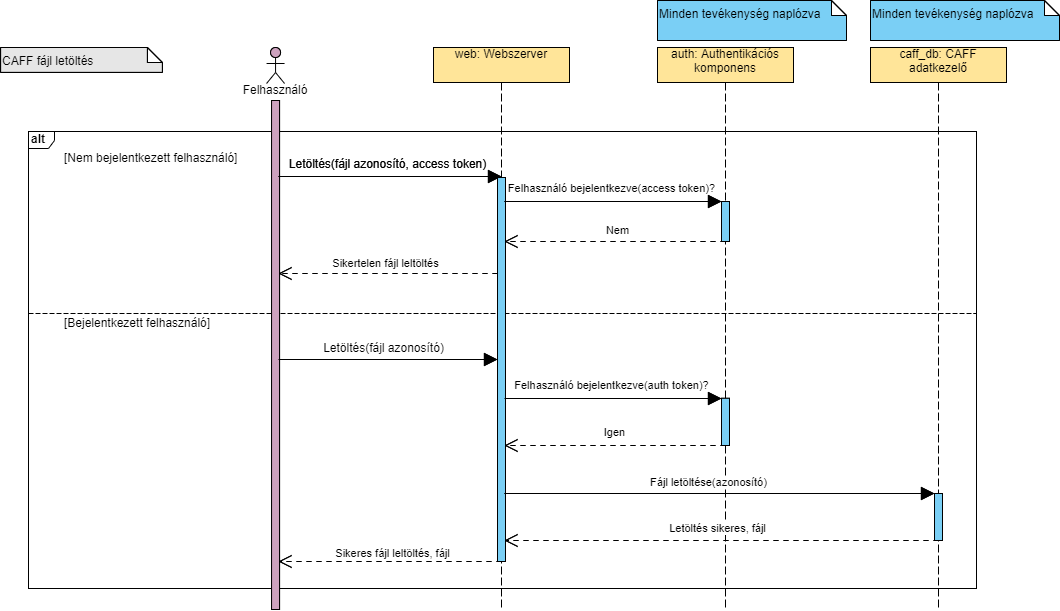 Minden tevékenység naplózva
Minden tevékenység naplózva
CAFF fájl letöltés
Felhasználó
web: Webszerver
auth: Authentikációs
komponens
caff_db: CAFF
adatkezelő
alt
[Nem bejelentkezett felhasználó]
Letöltés(fájl azonosító, access token)
Felhasználó bejelentkezve(access token)?
Nem
Sikertelen fájl leltöltés
[Bejelentkezett felhasználó]
Letöltés(fájl azonosító)
Felhasználó bejelentkezve(auth token)?
Igen
Fájl letöltése(azonosító)
Letöltés sikeres, fájl
Sikeres fájl leltöltés, fájl